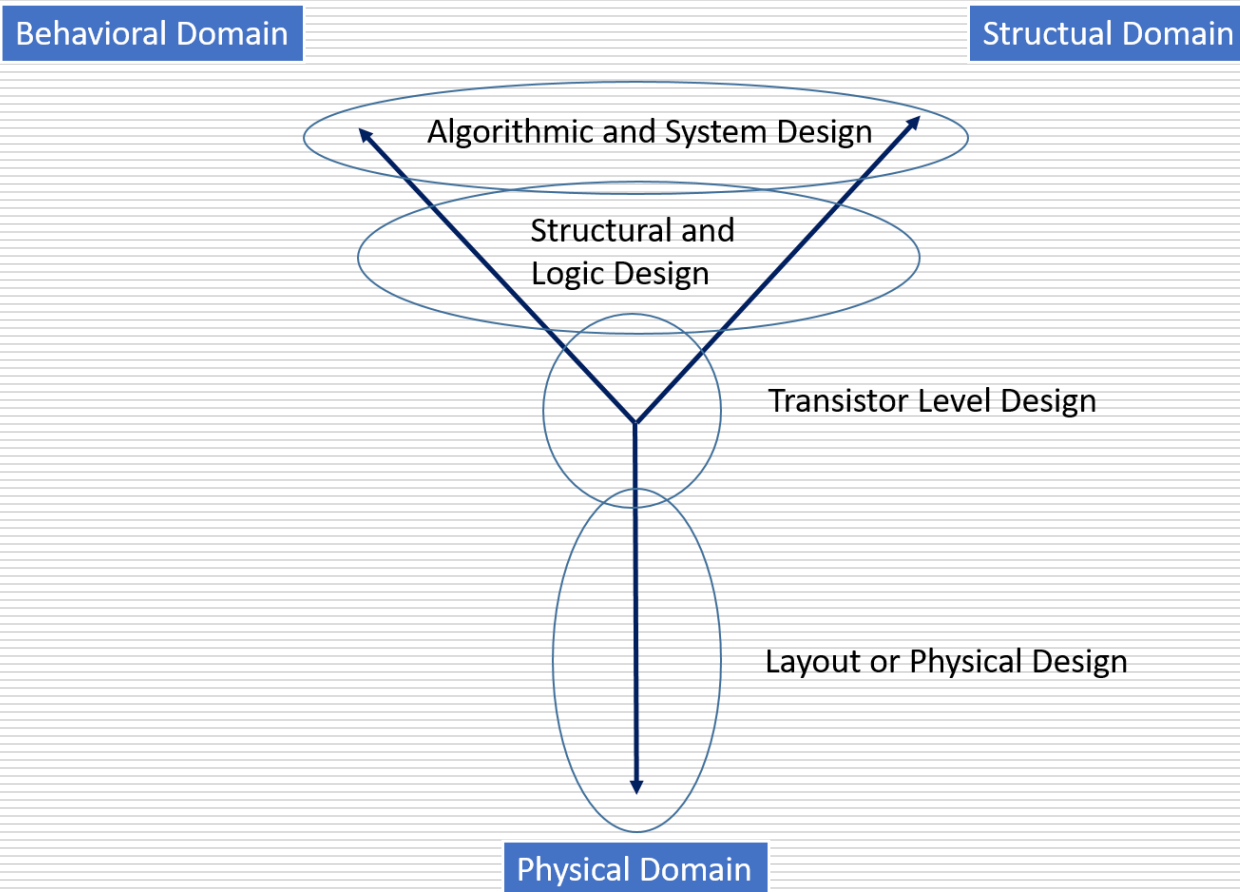 Behavioral Domain
Structual Domain
Algorithmic and System Design
Structural and
Logic Design
Transistor Level Design
Layout or Physical Design
Physical Domain